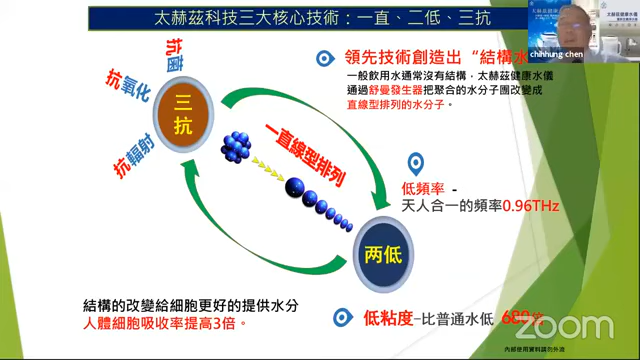 太赫茲科技三大核心技術：一直、二低、三抗
chihhung-chen
領先技術創造出“結構水
一般飲用水通常沒有結構，太赫茲健康水儀
通過舒曼發生器把聚合的水分子團改變成
直線型排列的水分子。
抗氧化
抗輻射
三抗
一直線型排列
低頻率 -
天人合一的頻率0.96THz
两低
結構的改變給細胞更好的提供水分
人體細胞吸收率提高3倍。
低粘度-比普通水低 680倍
zoom
內部使用資料請勿外流